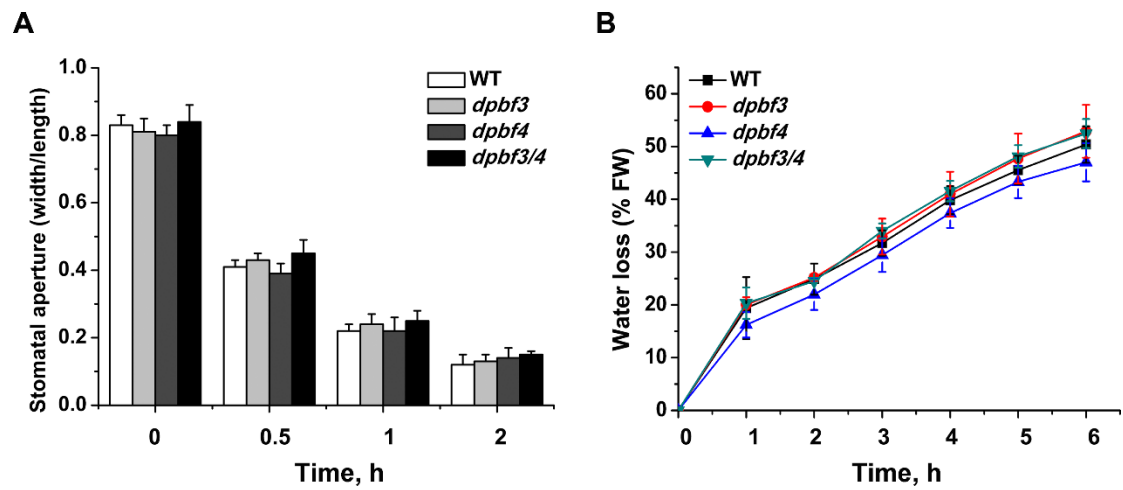 A
Stomatal aperture (width/length)
1.0
0.8
0.6
0.4
0.2
0.0
0
0.5
1
2
Time, h
WT
dpbf3
dpbf4
dpbf3/4
B
Water loss (% FW)
60
50
40
30
20
10
0
0
1
2
3
4
5
6
Time, h
WT
dpbf3
dpbf4
dpbf3/4